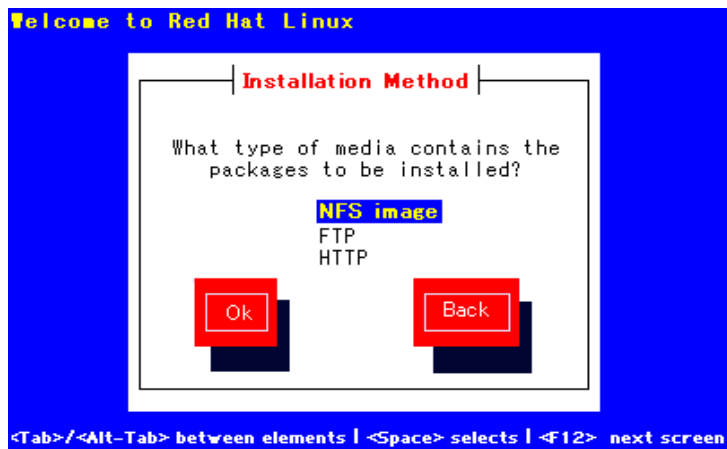 Welcome to Red Hat Linux
Installation Method
What type of media contains the
packages to be installed?
NFS image
FTP
HTTP
Ok Back
<Tab>/<Alt-Tab> between elements | <Space> selects | <F12> next screen